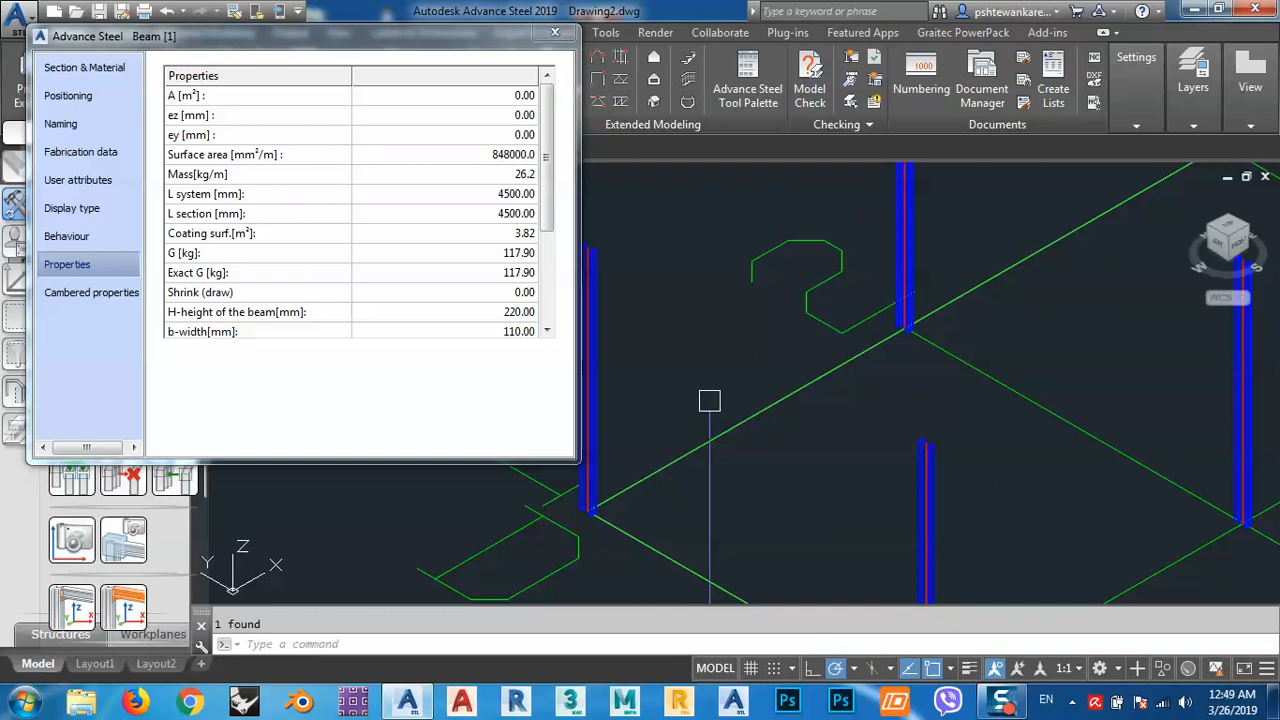 Autodesk Advance Steel 2019 Drawing2.dwg
Type a keyword or phrase
pshtewankare...
Advance Steel Beam [1]
Tools
Render
Collaborate
Plug-ins
Featured Apps
Graitec PowerPack
Add-ins
Advance Steel
Tool Palette
Model
Check
1000
Numbering
Document
Manager
Create
Lists
DXF
Settings
Layers
View
Extended Modeling
Checking
Documents
Section & Material
Positioning
Naming
Fabrication data
User attributes
Display type
Behaviour
Properties
Cambered properties
Properties
A [m²] : 0.00
ez [mm] : 0.00
ey [mm] : 0.00
Surface area [mm²/m] : 848000.0
Mass[kg/m] 26.2
L system [mm]: 4500.00
L section [mm]: 4500.00
Coating surf.[m²]: 3.82
G [kg]: 117.90
Exact G [kg]: 117.90
Shrink (draw) 0.00
H-height of the beam[mm]: 220.00
b-width[mm]: 110.00
W
S
WCS
Z
Y
X
1 found
Type a command
Structures
Workplanes
Model
Layout1
Layout2
+
MODEL
1:1
EN
12:49 AM
3/26/2019